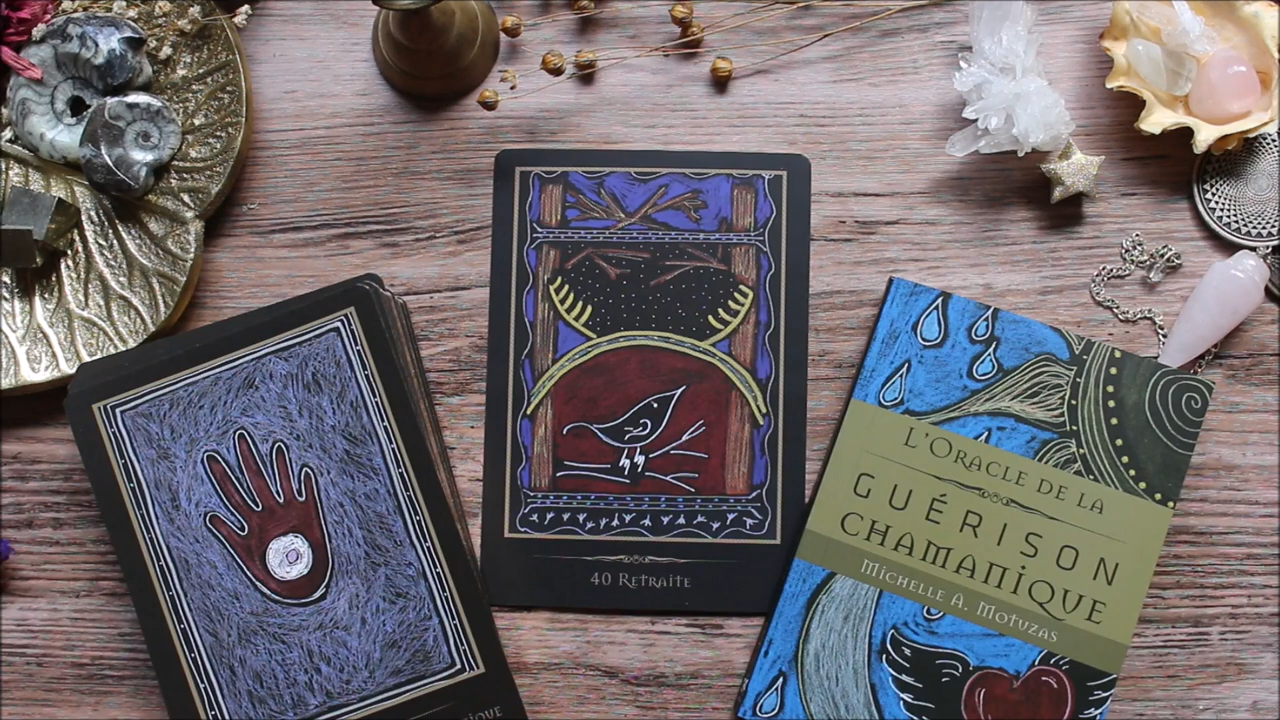 40 Retraite
L'Oracle de la
Guérison
Chamanique
Michelle A. Motuzas